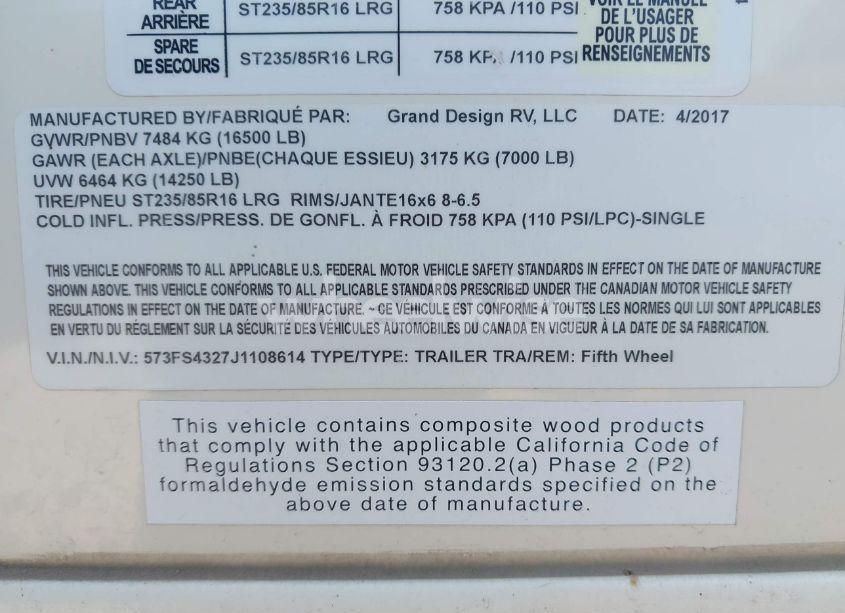 REAR
ARRIÈRE
ST235/85R16 LRG
758 KPA /110 PSI
SPARE
DE SECOURS
ST235/85R16 LRG
758 KPA /110 PSI
VOIR LE MANUEL
DE L'USAGER
POUR PLUS DE
RENSEIGNEMENTS
MANUFACTURED BY/FABRIQUÉ PAR: Grand Design RV, LLC DATE: 4/2017
GVWR/PNBV 7484 KG (16500 LB)
GAWR (EACH AXLE)/PNBE(CHAQUE ESSIEU) 3175 KG (7000 LB)
UVW 6464 KG (14250 LB)
TIRE/PNEU ST235/85R16 LRG RIMS/JANTE16x6 8-6.5
COLD INFL. PRESS/PRESS. DE GONFL. À FROID 758 KPA (110 PSI/LPC)-SINGLE
THIS VEHICLE CONFORMS TO ALL APPLICABLE U.S. FEDERAL MOTOR VEHICLE SAFETY STANDARDS IN EFFECT ON THE DATE OF MANUFACTURE
SHOWN ABOVE. THIS VEHICLE CONFORMS TO ALL APPLICABLE STANDARDS PRESCRIBED UNDER THE CANADIAN MOTOR VEHICLE SAFETY
REGULATIONS IN EFFECT ON THE DATE OF MANUFACTURE. ~ CE VÉHICULE EST CONFORME À TOUTES LES NORMES QUI LUI SONT APPLICABLES
EN VERTU DU RÉGLEMENT SUR LA SÉCURITÉ DES VÉHICULES AUTOMOBILES DU CANADA EN VIGUEUR À LA DATE DE SA FABRICATION.
V.I.N./N.I.V.: 573FS4327J1108614 TYPE/TYPE: TRAILER TRA/REM: Fifth Wheel
This vehicle contains composite wood products
that comply with the applicable California Code of
Regulations Section 93120.2(a) Phase 2 (P2)
formaldehyde emission standards specified on the
above date of manufacture.